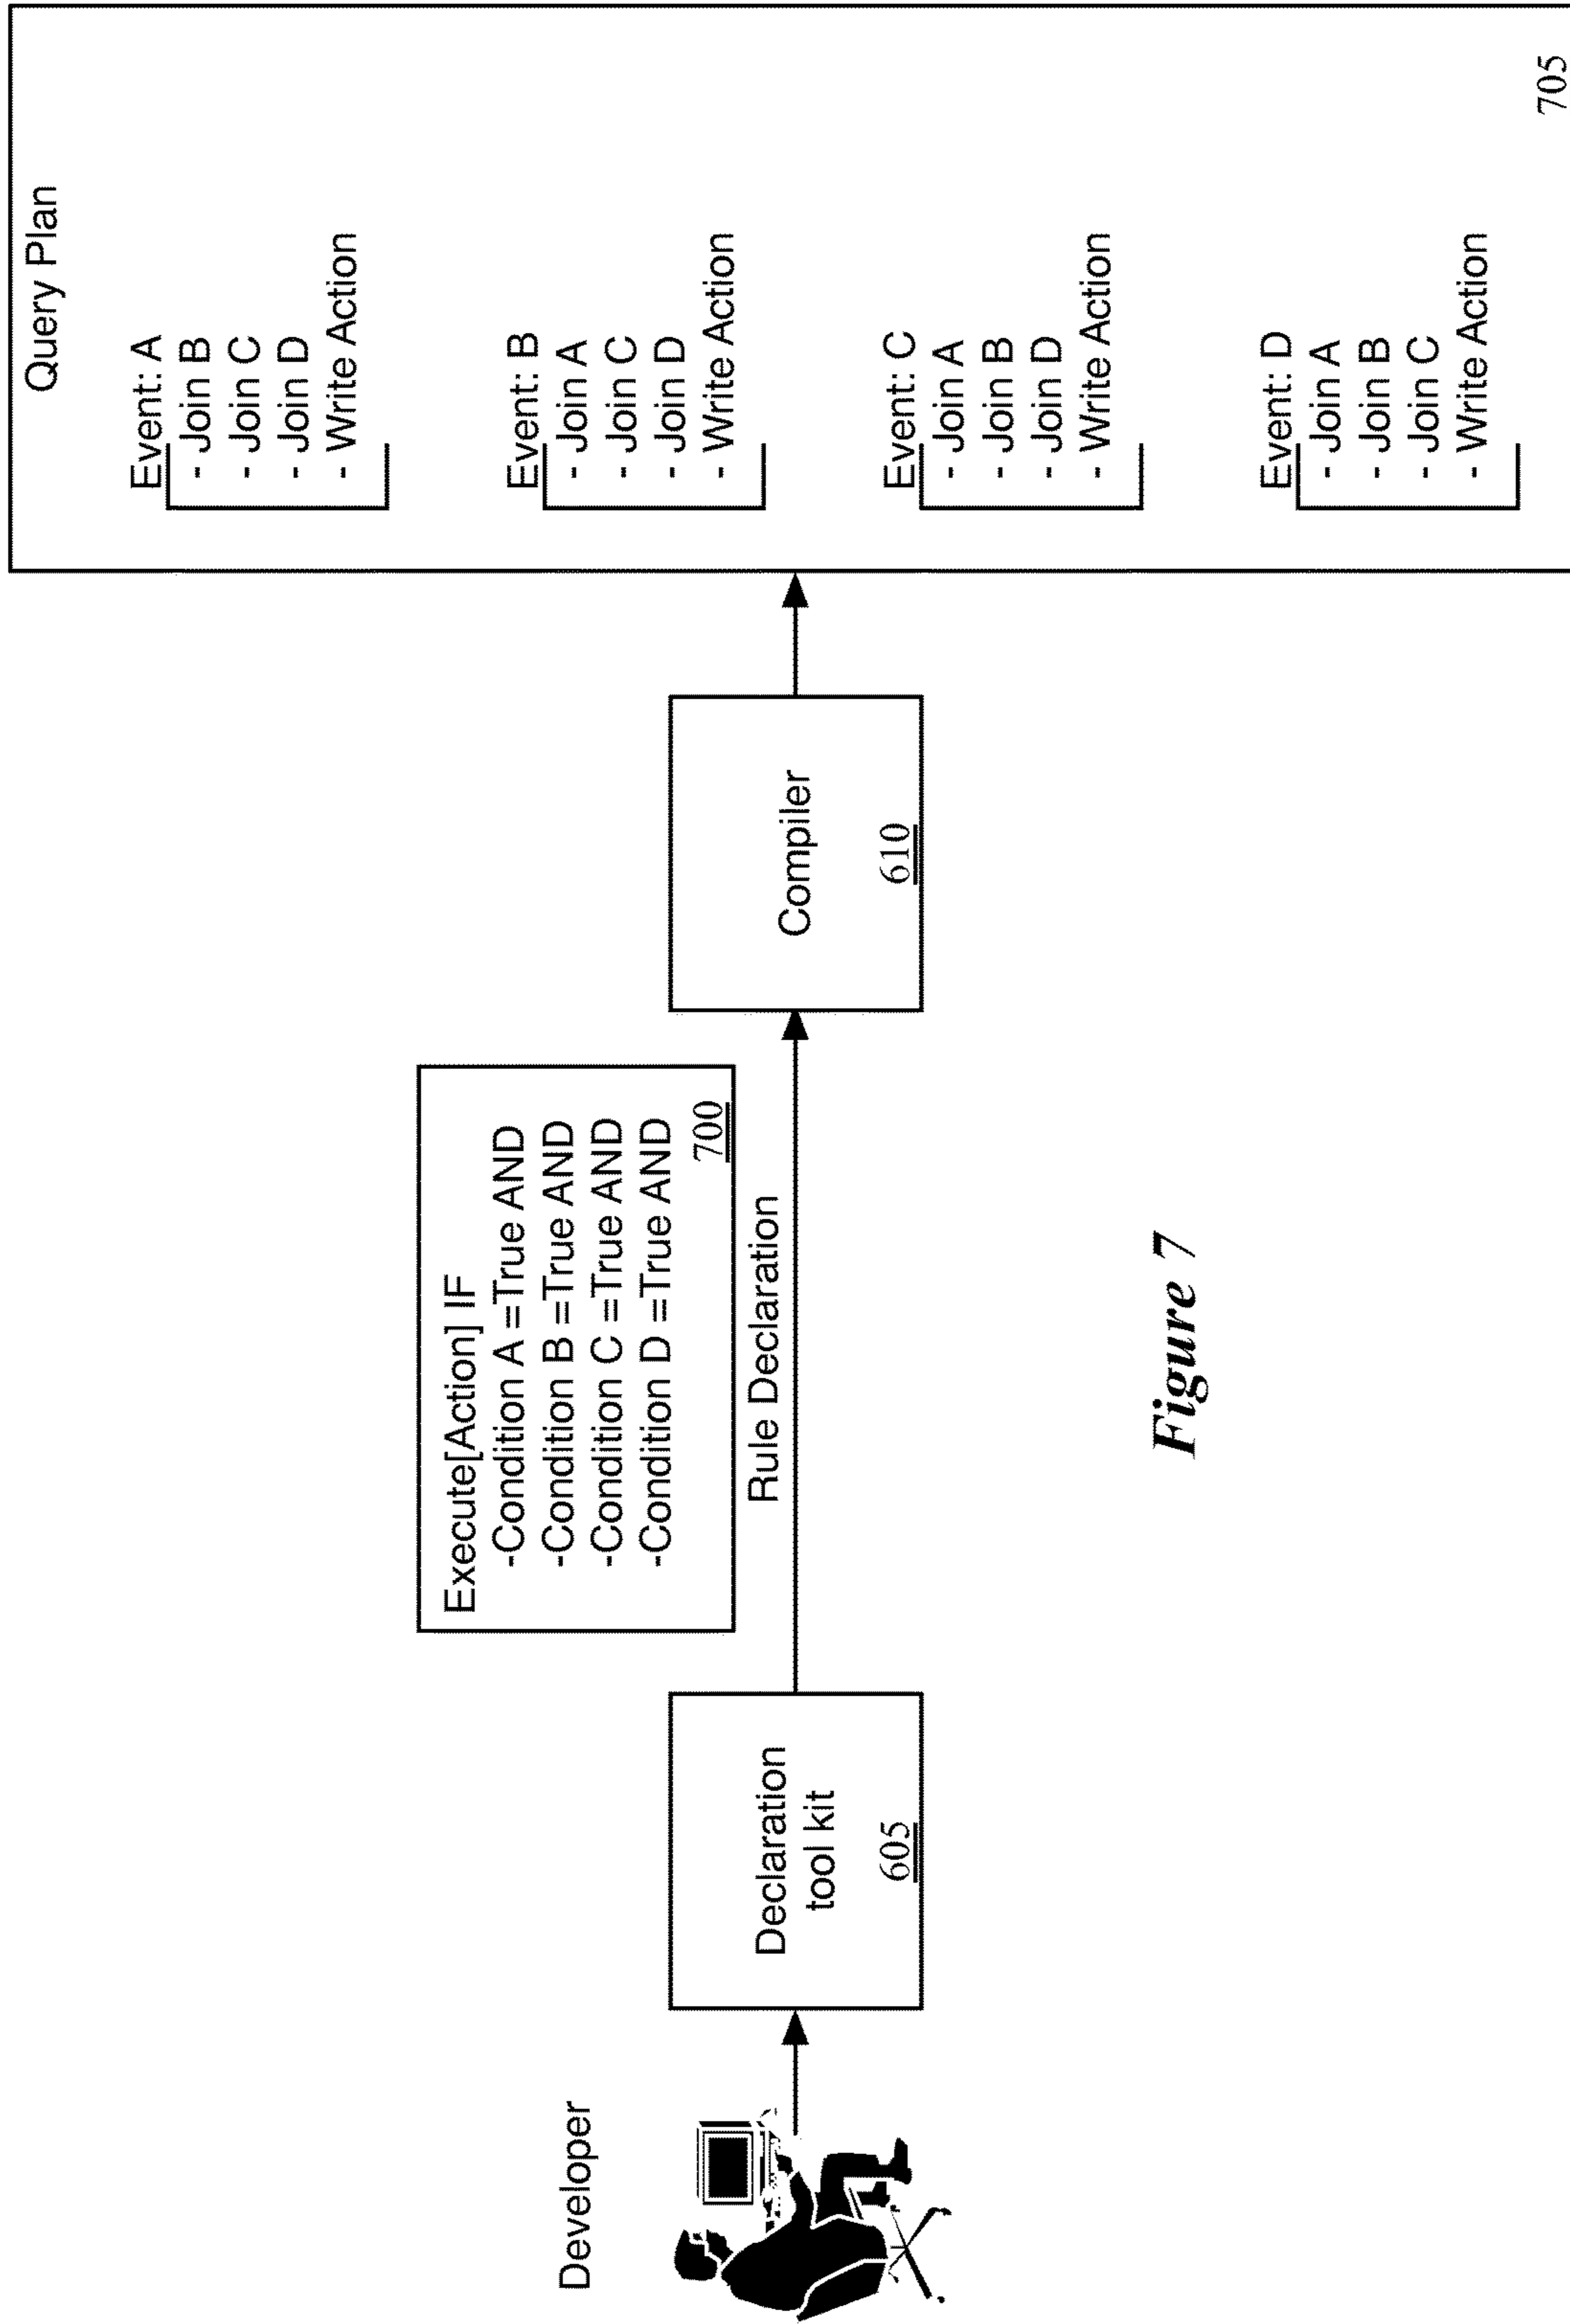 Developer
Declaration
tool kit
605
Execute[Action] IF
-Condition A =True AND
-Condition B =True AND
-Condition C =True AND
-Condition D =True AND
700
Rule Declaration
Compiler
610
Query Plan
Event: A
- Join B
- Join C
- Join D
- Write Action
Event: B
- Join A
- Join C
- Join D
- Write Action
Event: C
- Join A
- Join B
- Join D
- Write Action
Event: D
- Join A
- Join B
- Join C
- Write Action
705
Figure 7